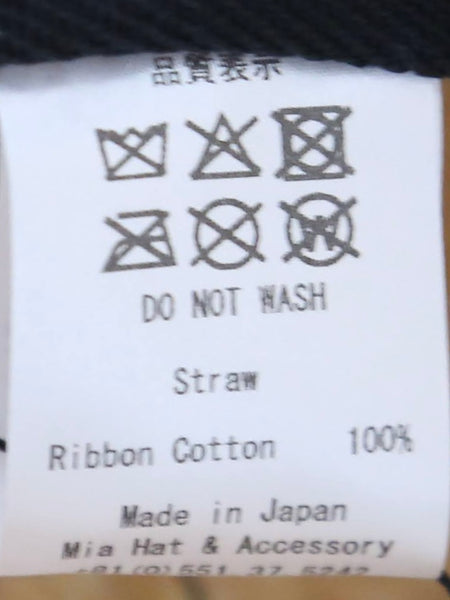 品質表示
DO NOT WASH
Straw
Ribbon Cotton 100%
Made in Japan
Mia Hat & Accessory